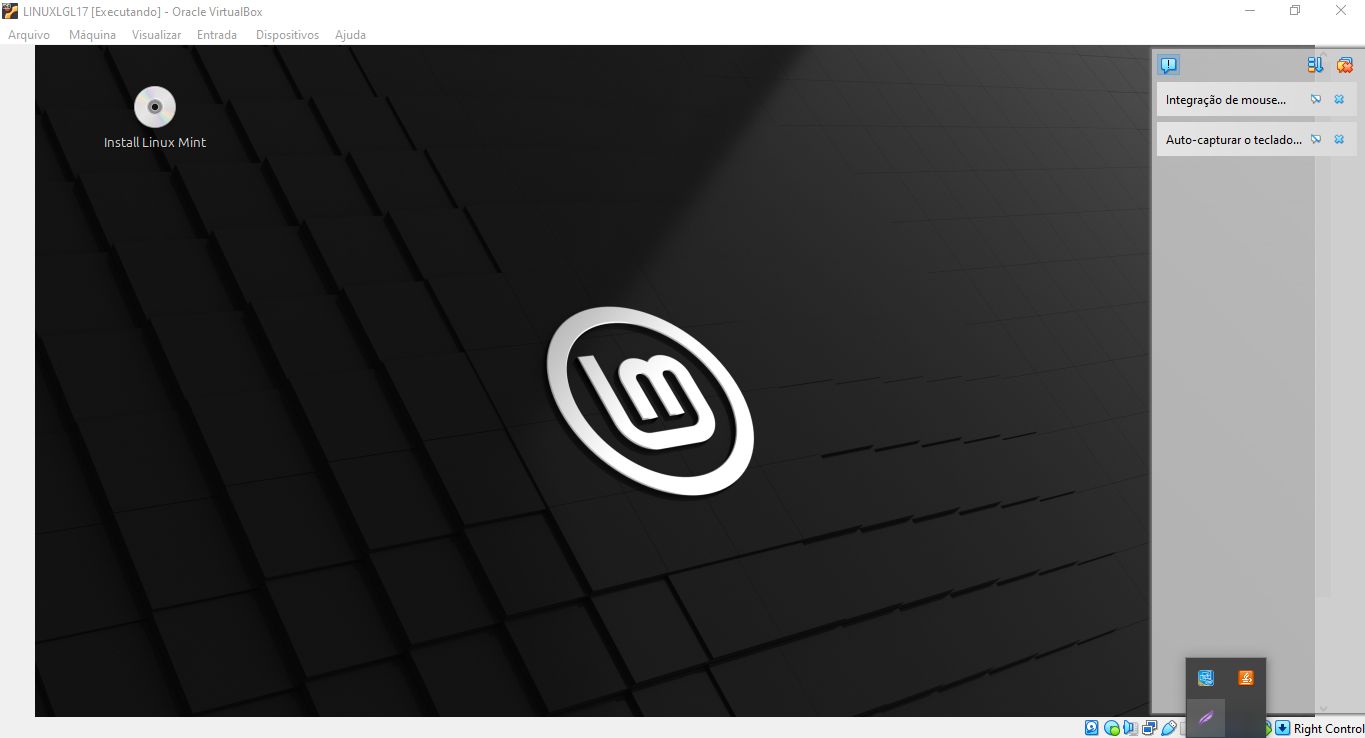 LINUXLGL17 [Executando] - Oracle VirtualBox
Arquivo Máquina Visualizar Entrada Dispositivos Ajuda
Install Linux Mint
Integração de mouse...
Auto-capturar o teclado...
lm
Right Control